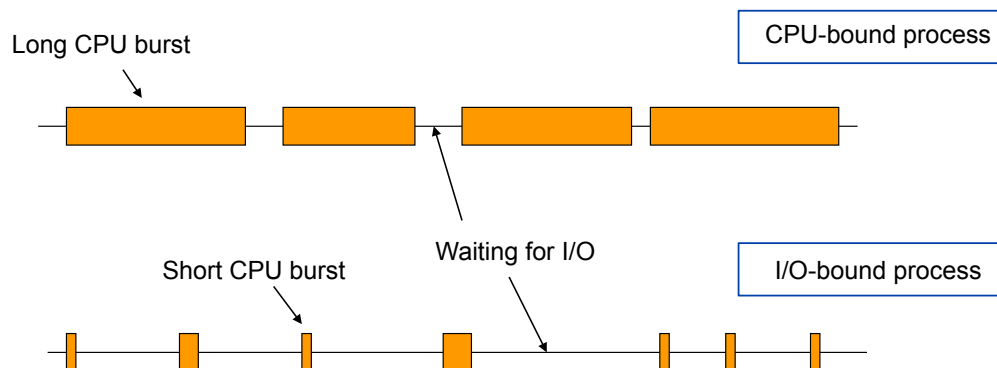 CPU-bound process
Long CPU burst
Waiting for I/O
I/O-bound process
Short CPU burst